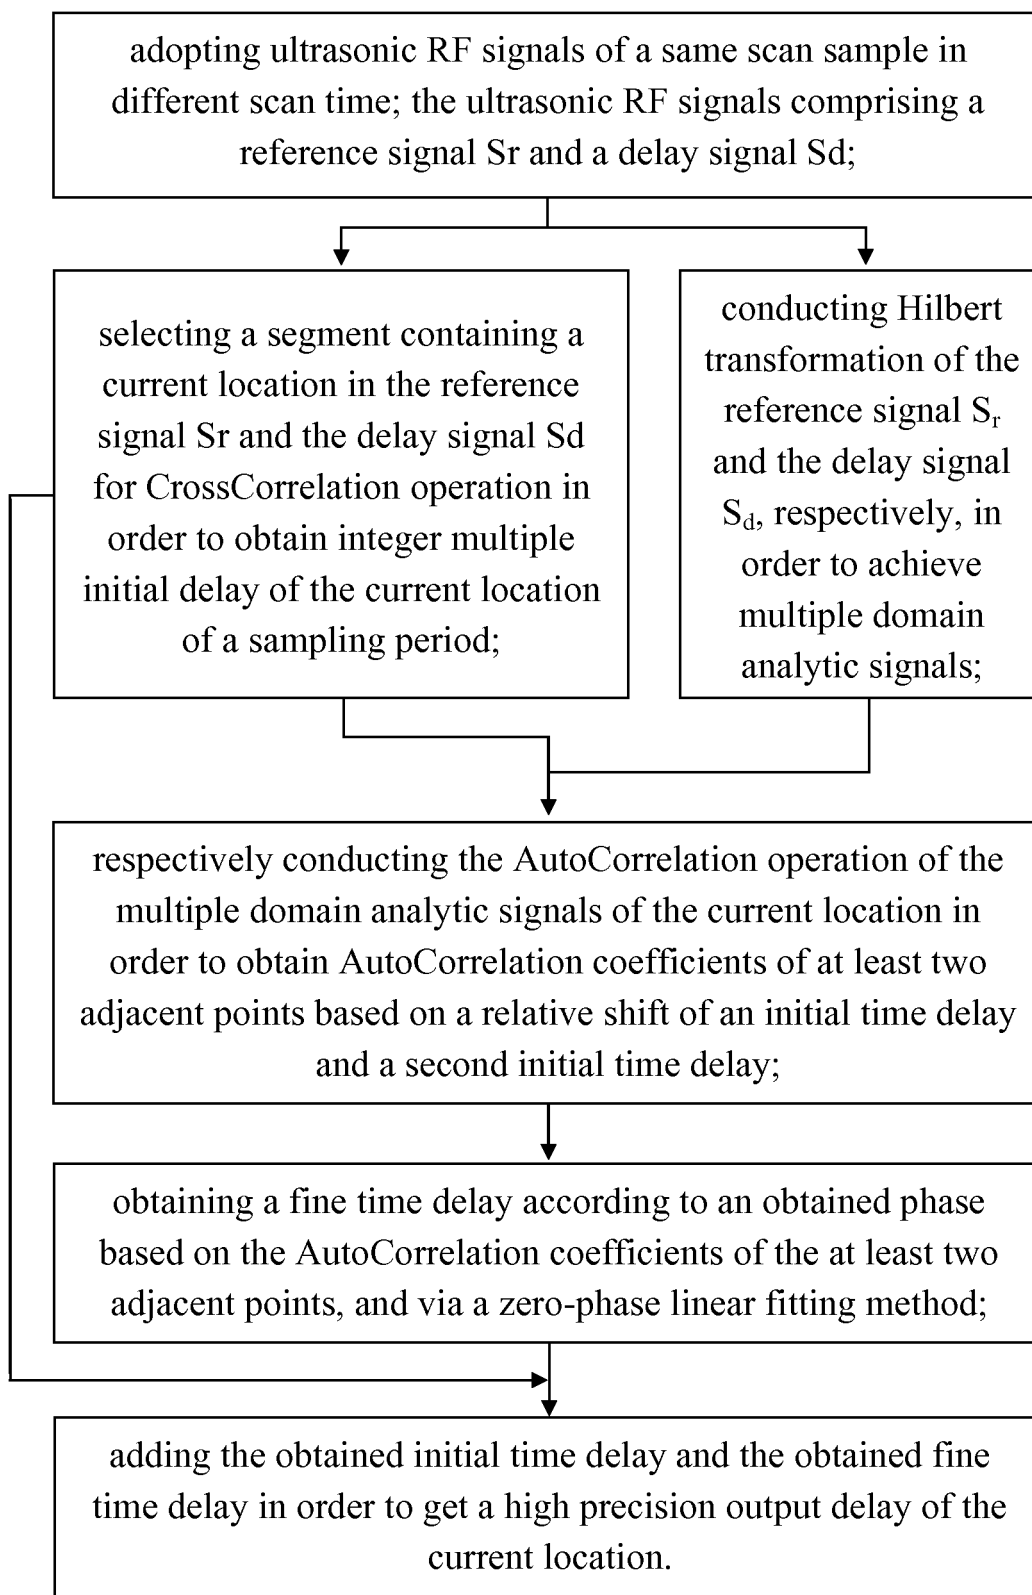 adopting ultrasonic RF signals of a same scan sample in
different scan time; the ultrasonic RF signals comprising a
reference signal Sr and a delay signal Sd;
selecting a segment containing a
current location in the reference
signal Sr and the delay signal Sd
for CrossCorrelation operation in
order to obtain integer multiple
initial delay of the current location
of a sampling period;
conducting Hilbert
transformation of the
reference signal Sr
and the delay signal
Sd, respectively, in
order to achieve
multiple domain
analytic signals;
respectively conducting the AutoCorrelation operation of the
multiple domain analytic signals of the current location in
order to obtain AutoCorrelation coefficients of at least two
adjacent points based on a relative shift of an initial time delay
and a second initial time delay;
obtaining a fine time delay according to an obtained phase
based on the AutoCorrelation coefficients of the at least two
adjacent points, and via a zero-phase linear fitting method;
adding the obtained initial time delay and the obtained fine
time delay in order to get a high precision output delay of the
current location.